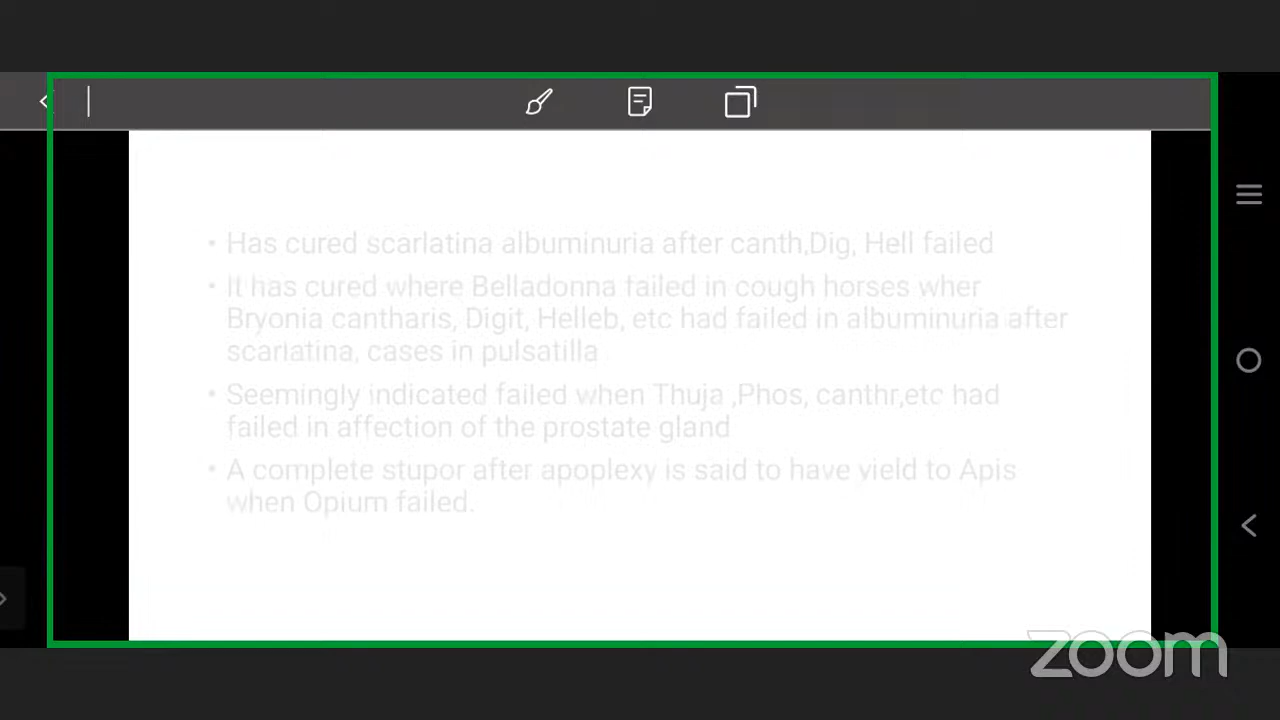 • Has cured scarlatina albuminuria after canth,Dig, Hell failed
• It has cured where Belladonna failed in cough horses wher
Bryonia cantharis, Digit, Helleb, etc had failed in albuminuria after
scarlatina, cases in pulsatilla
• Seemingly indicated failed when Thuja ,Phos, canthr,etc had
failed in affection of the prostate gland
• A complete stupor after apoplexy is said to have yield to Apis
when Opium failed.
zoom